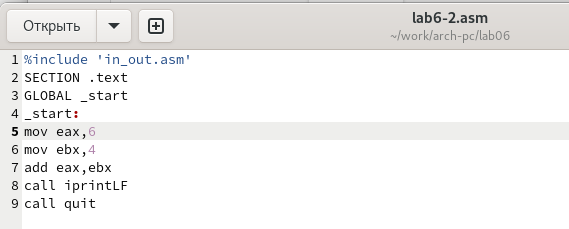 Открыть
lab6-2.asm
~/work/arch-pc/lab06
1 %include 'in_out.asm'
2 SECTION .text
3 GLOBAL _start
4 _start:
5 mov eax,6
6 mov ebx,4
7 add eax,ebx
8 call iprintLF
9 call quit